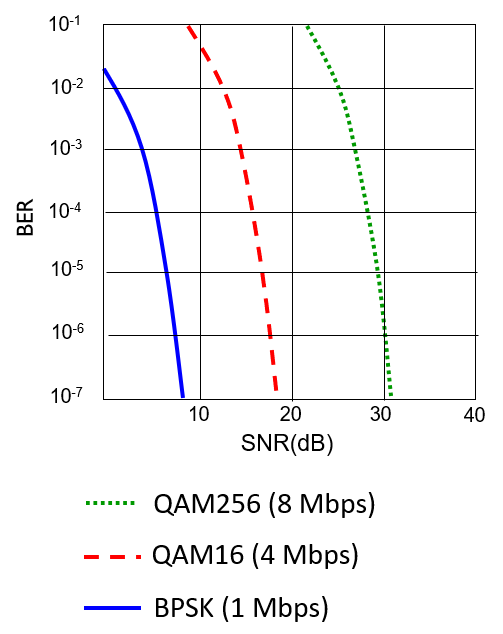 10⁻¹
10⁻²
10⁻³
10⁻⁴
10⁻⁵
10⁻⁶
10⁻⁷
BER
10 20 30 40
SNR(dB)
QAM256 (8 Mbps)
QAM16 (4 Mbps)
BPSK (1 Mbps)